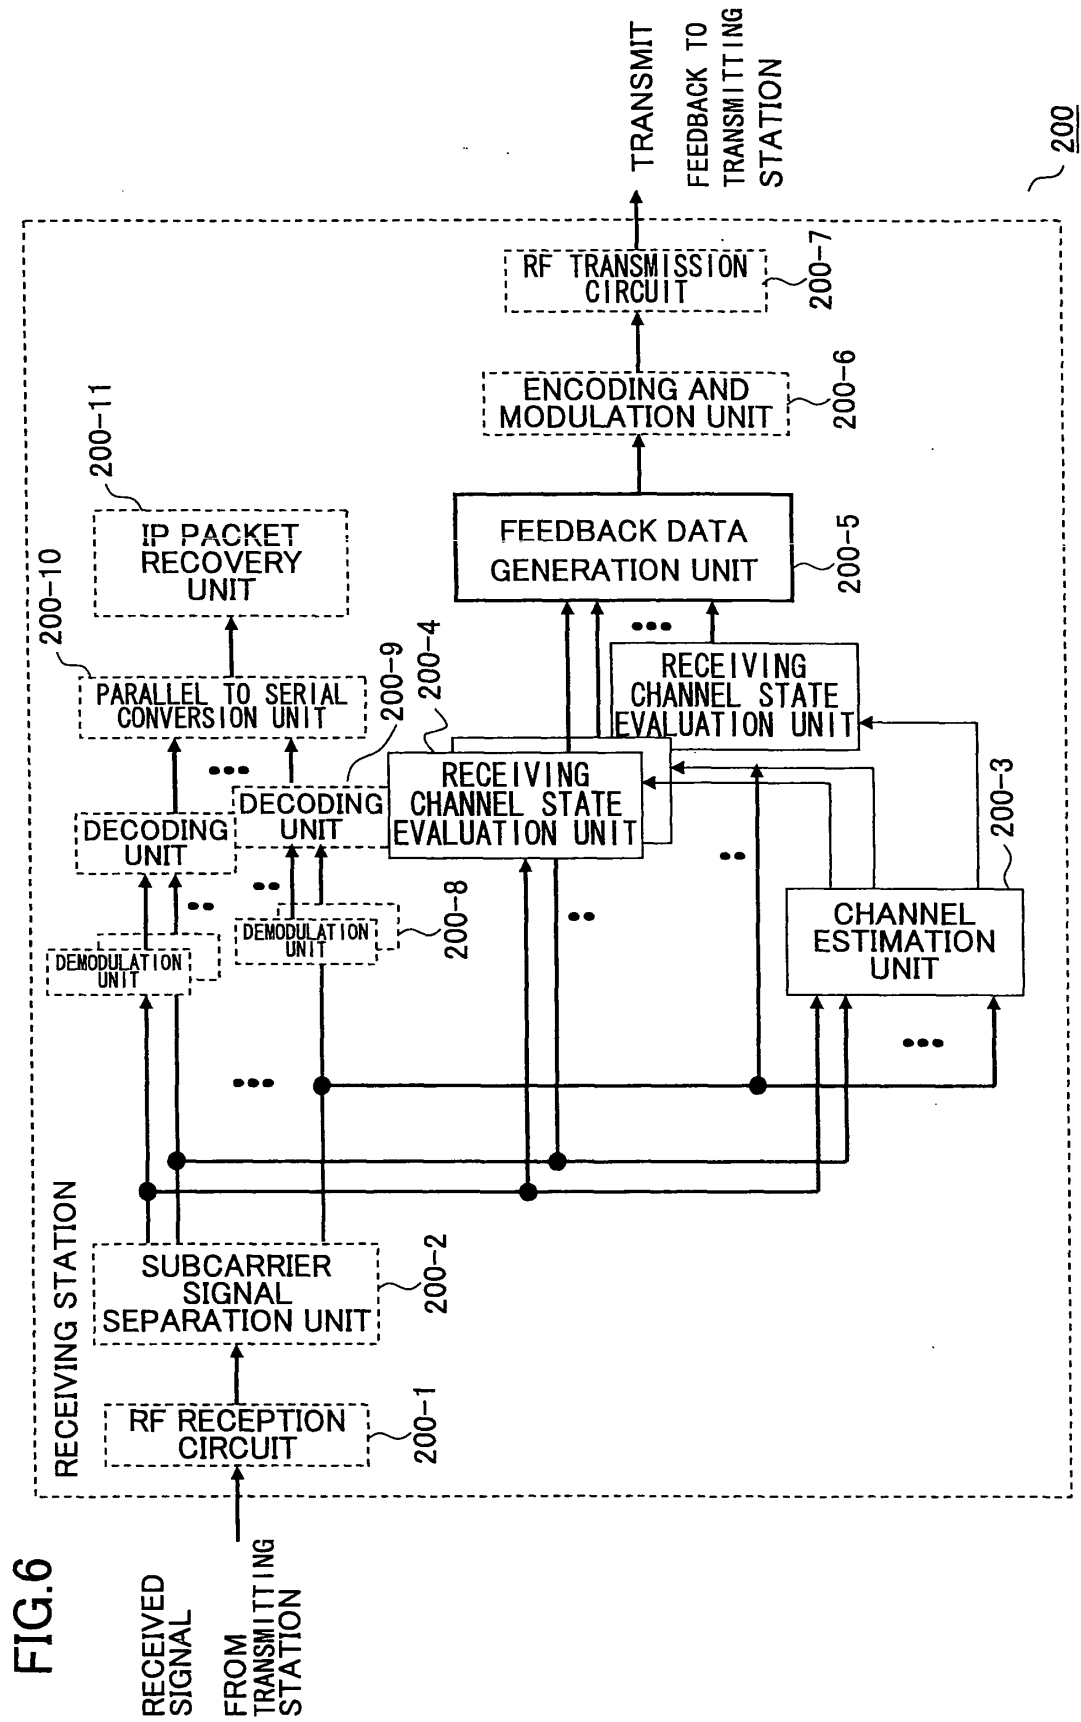 FIG.6
RECEIVED
SIGNAL
FROM
TRANSMITTING
STATION
RECEIVING STATION
RF RECEPTION
CIRCUIT
200-1
SUBCARRIER
SIGNAL
SEPARATION UNIT
200-2
DEMODULATION
UNIT
DEMODULATION
UNIT
200-8
DECODING
UNIT
DECODING
UNIT
200-9
PARALLEL TO SERIAL
CONVERSION UNIT
200-10
IP PACKET
RECOVERY
UNIT
200-11
CHANNEL
ESTIMATION
UNIT
200-3
RECEIVING
CHANNEL STATE
EVALUATION UNIT
200-4
RECEIVING
CHANNEL STATE
EVALUATION UNIT
FEEDBACK DATA
GENERATION UNIT
200-5
ENCODING AND
MODULATION UNIT
200-6
RF TRANSMISSION
CIRCUIT
200-7
TRANSMIT
FEEDBACK TO
TRANSMITTING
STATION
200